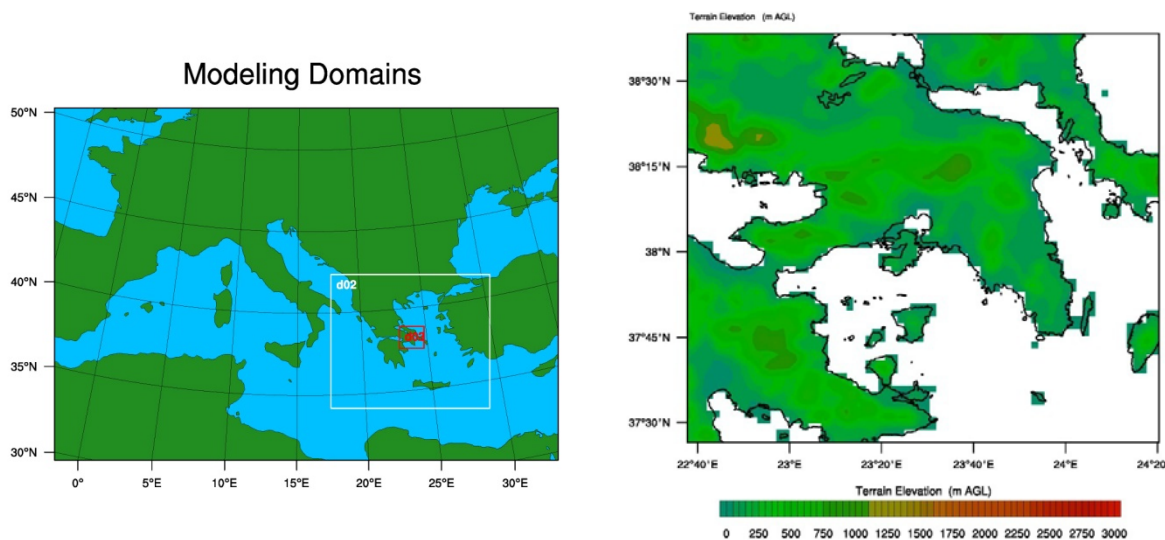 Modeling Domains
50°N
45°N
40°N
35°N
30°N
d02
0° 5°E 10°E 15°E 20°E 25°E 30°E
Terrain Elevation (m AGL)
38°30'N
38°15'N
38°N
37°45'N
37°30'N
22°40'E 23°E 23°20'E 23°40'E 24°E 24°20'E
Terrain Elevation (m AGL)
0 250 500 750 1000 1250 1500 1750 2000 2250 2500 2750 3000